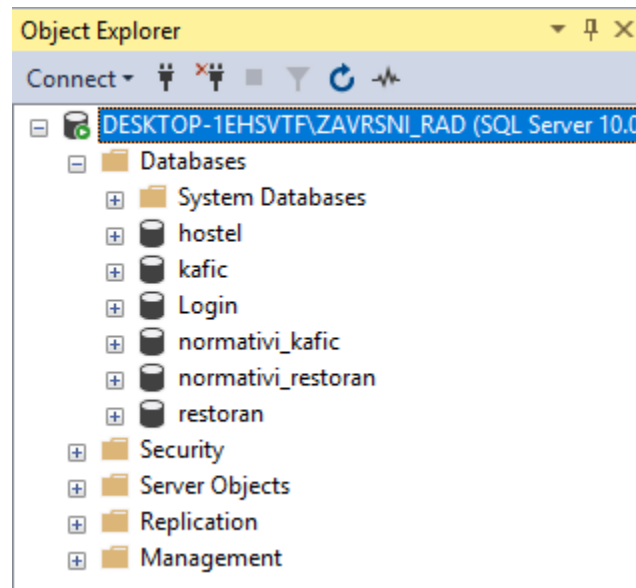 Object Explorer
Connect
DESKTOP-1EHSVTF\ZAVRSNI_RAD (SQL Server 10.0
Databases
System Databases
hostel
kafic
Login
normativi_kafic
normativi_restoran
restoran
Security
Server Objects
Replication
Management